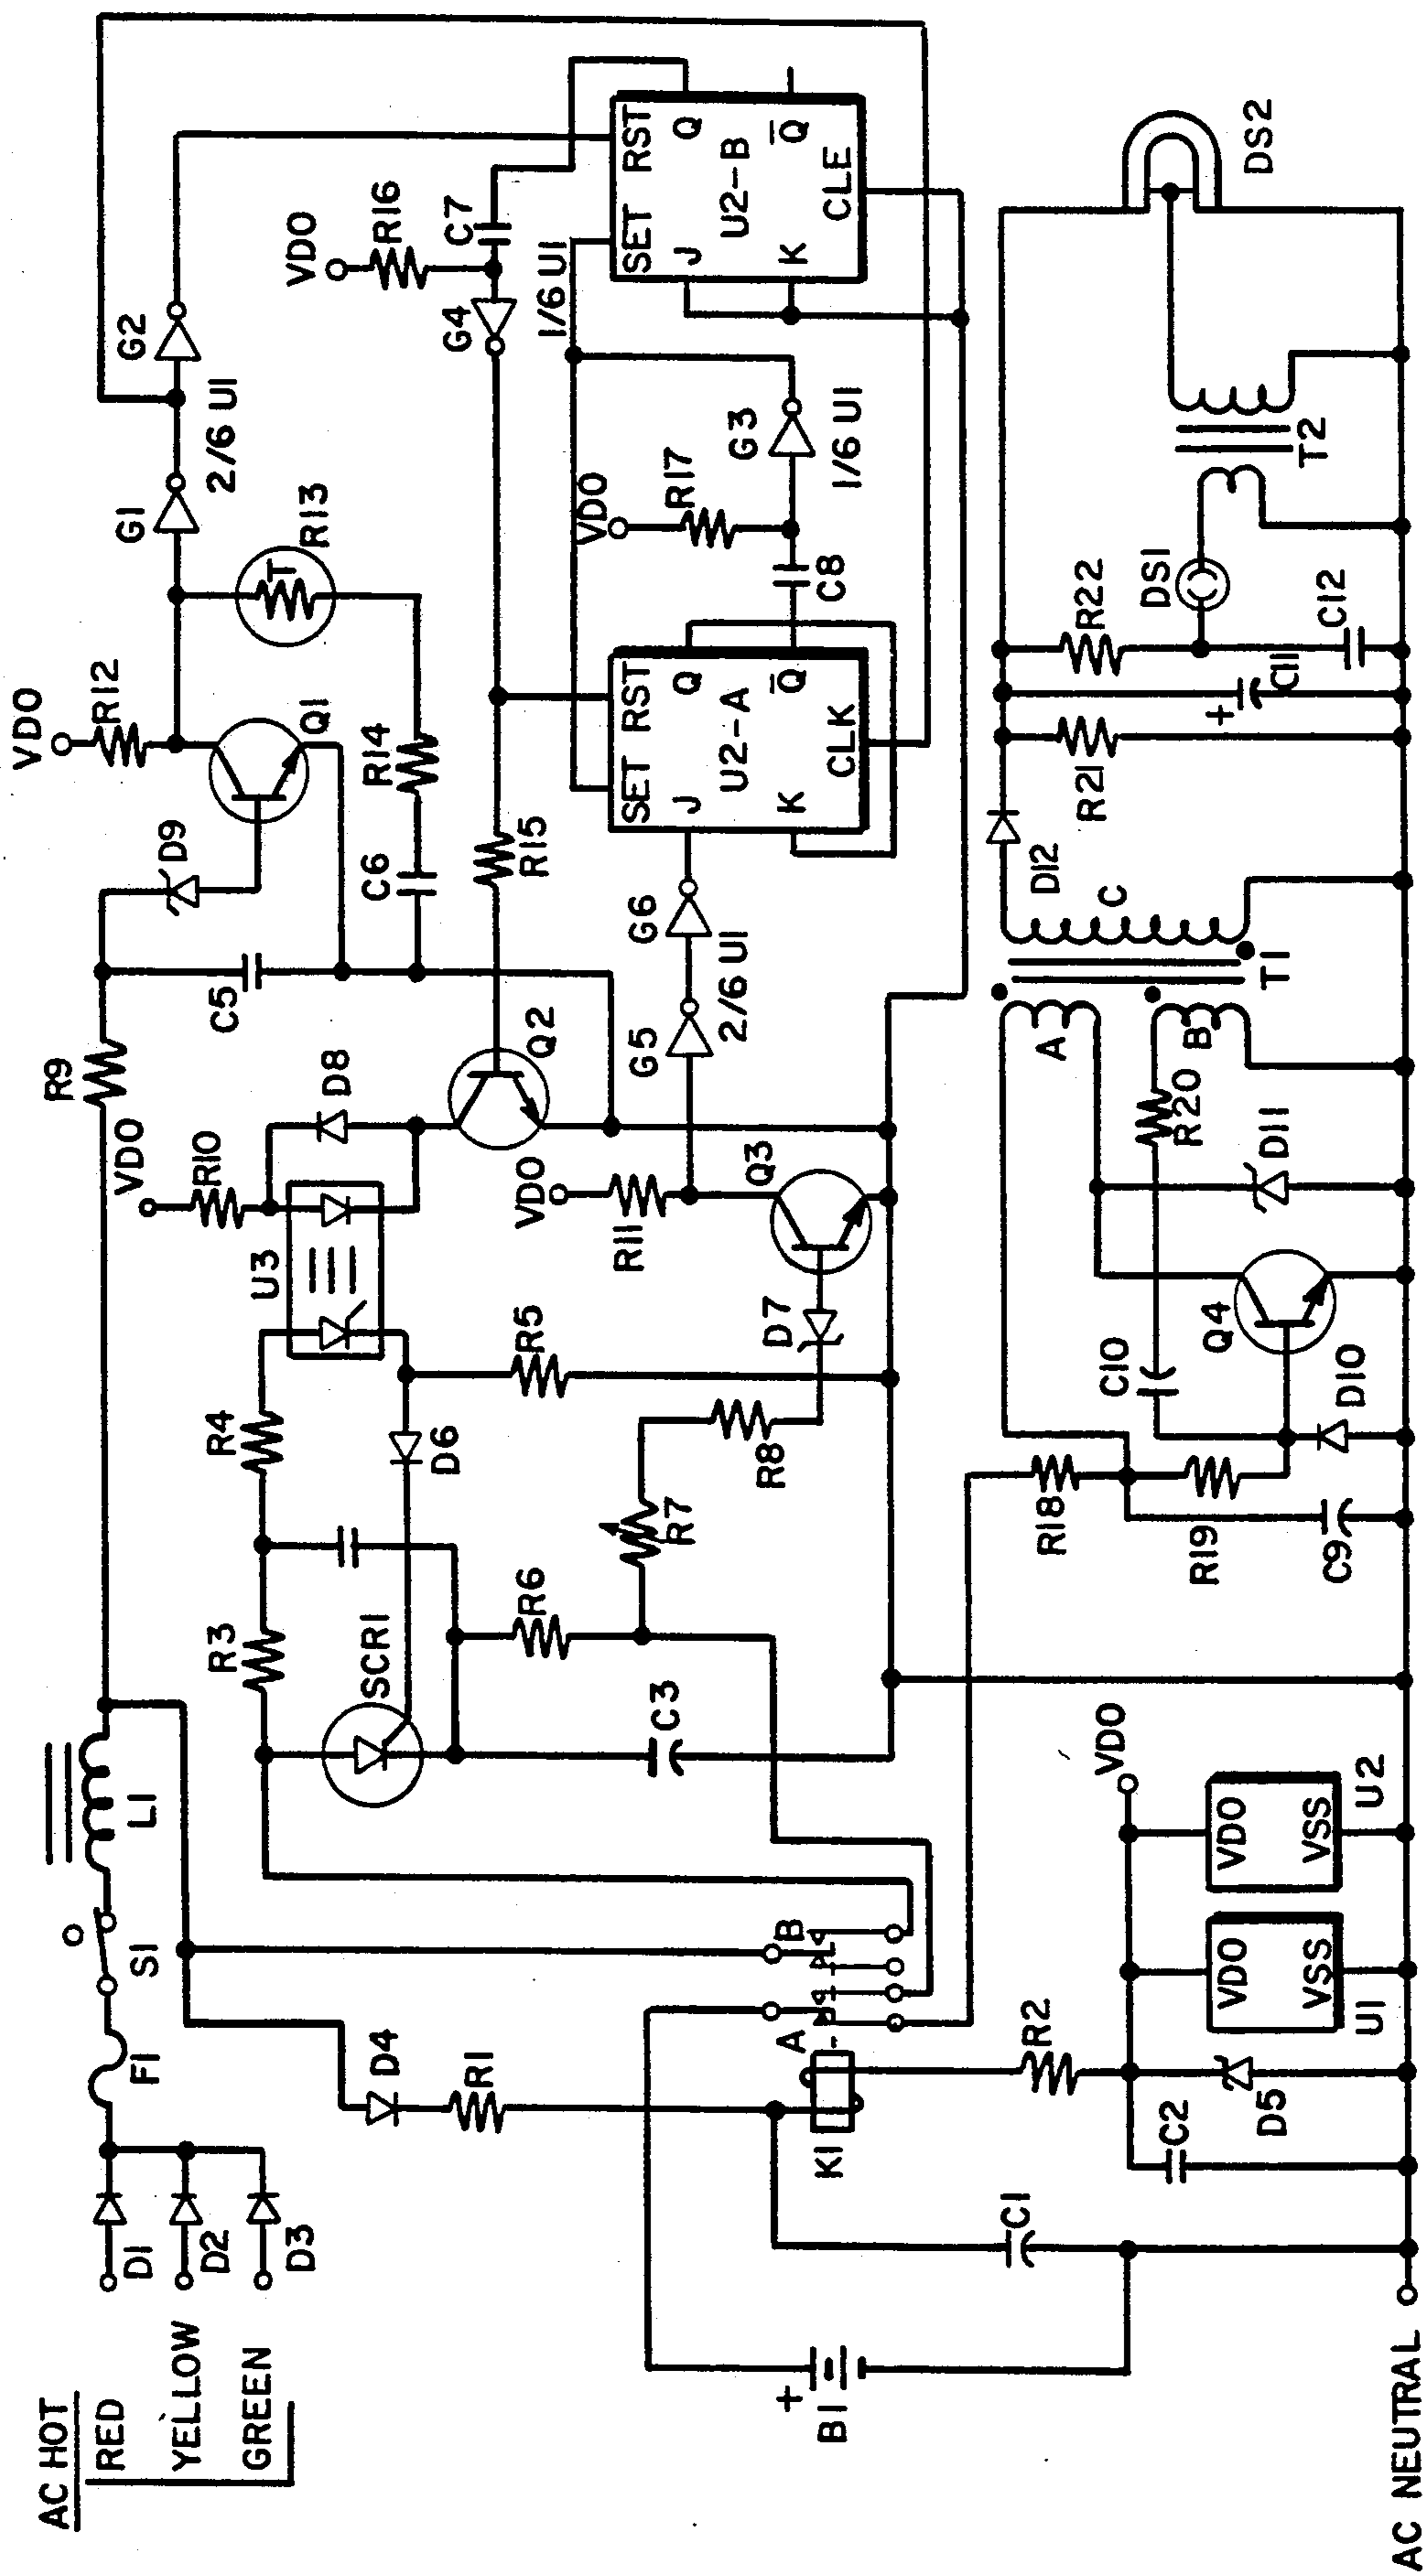 AC HOT
RED
YELLOW
GREEN
D1
D2
D3
F1
S1
L1
D4
R1
K1
A
B
B1
+
C1
C2
R2
D5
U1
VDO
VSS
U2
VDO
VSS
VDO
AC NEUTRAL
R3
R4
SCR1
D6
R5
R6
R7
R8
C3
D7
Q3
R11
VDO
U3
VDO
R10
D8
Q2
R9
C5
D9
Q1
VDO
R12
C6
R14
R13
T
G1
2/6 U1
G2
R15
G5
G6
2/6 U1
SET
RST
J
Q
U2-A
K
Q
CLK
C8
R17
VDO
G3
1/6 U1
G4
1/6 U1
VDO
R16
C7
SET
RST
J
Q
U2-B
K
Q
CLE
R18
R19
C9
C10
D10
Q4
D11
R20
A
B
C
T1
D12
R21
+
C11
R22
C12
DS1
T2
DS2